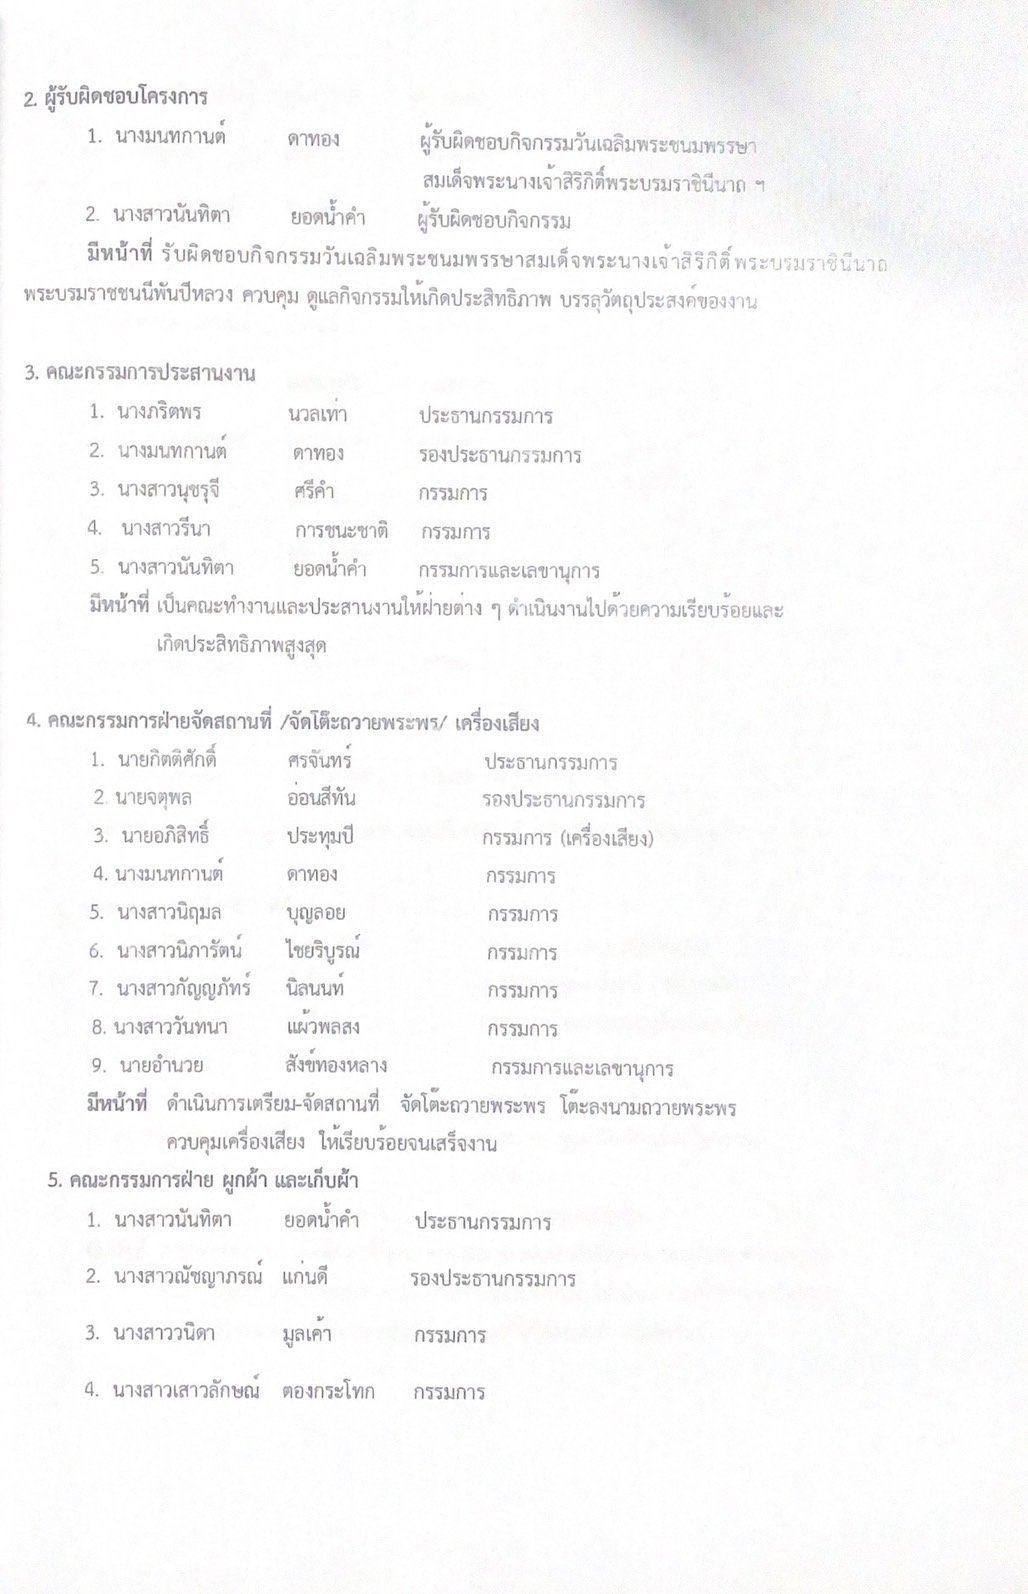 2. ผู้รับผิดชอบโครงการ
1. นางมนทกานต์ ดาทอง ผู้รับผิดชอบกิจกรรมวันเฉลิมพระชนมพรรษา
สมเด็จพระนางเจ้าสิริกิติ์พระบรมราชินีนาถ ฯ
2. นางสาวนันทิตา ยอดน้ำคำ ผู้รับผิดชอบกิจกรรม
มีหน้าที่ รับผิดชอบกิจกรรมวันเฉลิมพระชนมพรรษาสมเด็จพระนางเจ้าสิริกิติ์พระบรมราชินีนาถ
พระบรมราชชนนีพันปีหลวง ควบคุม ดูแลกิจกรรมให้เกิดประสิทธิภาพ บรรลุวัตถุประสงค์ของงาน
3. คณะกรรมการประสานงาน
1. นางภริตพร นวลเท่า ประธานกรรมการ
2. นางมนทกานต์ ดาทอง รองประธานกรรมการ
3. นางสาวนุชรุจี ศรีคำ กรรมการ
4. นางสาวรีนา การชนะชาติ กรรมการ
5. นางสาวนันทิตา ยอดน้ำคำ กรรมการและเลขานุการ
มีหน้าที่ เป็นคณะทำงานและประสานงานให้ฝ่ายต่าง ๆ ดำเนินงานไปด้วยความเรียบร้อยและ
เกิดประสิทธิภาพสูงสุด
4. คณะกรรมการฝ่ายจัดสถานที่ /จัดโต๊ะถวายพระพร/ เครื่องเสียง
1. นายกิตติศักดิ์ ศรจันทร์ ประธานกรรมการ
2. นายจตุพล อ่อนสีทัน รองประธานกรรมการ
3. นายอภิสิทธิ์ ประทุมปี กรรมการ (เครื่องเสียง)
4. นางมนทกานต์ ดาทอง กรรมการ
5. นางสาวนิฤมล บุญลอย กรรมการ
6. นางสาวนิภารัตน์ ไชยริบูรณ์ กรรมการ
7. นางสาวกัญญภัทร์ นิลนนท์ กรรมการ
8. นางสาววันทนา แผ้วพลสง กรรมการ
9. นายอำนวย สังข์ทองหลาง กรรมการและเลขานุการ
มีหน้าที่ ดำเนินการเตรียม-จัดสถานที่ จัดโต๊ะถวายพระพร โต๊ะลงนามถวายพระพร
ควบคุมเครื่องเสียง ให้เรียบร้อยจนเสร็จงาน
5. คณะกรรมการฝ่าย ผูกผ้า และเก็บผ้า
1. นางสาวนันทิตา ยอดน้ำคำ ประธานกรรมการ
2. นางสาวณัชญาภรณ์ แก่นดี รองประธานกรรมการ
3. นางสาววนิดา มูลเค้า กรรมการ
4. นางสาวเสาวลักษณ์ ตองกระโทก กรรมการ